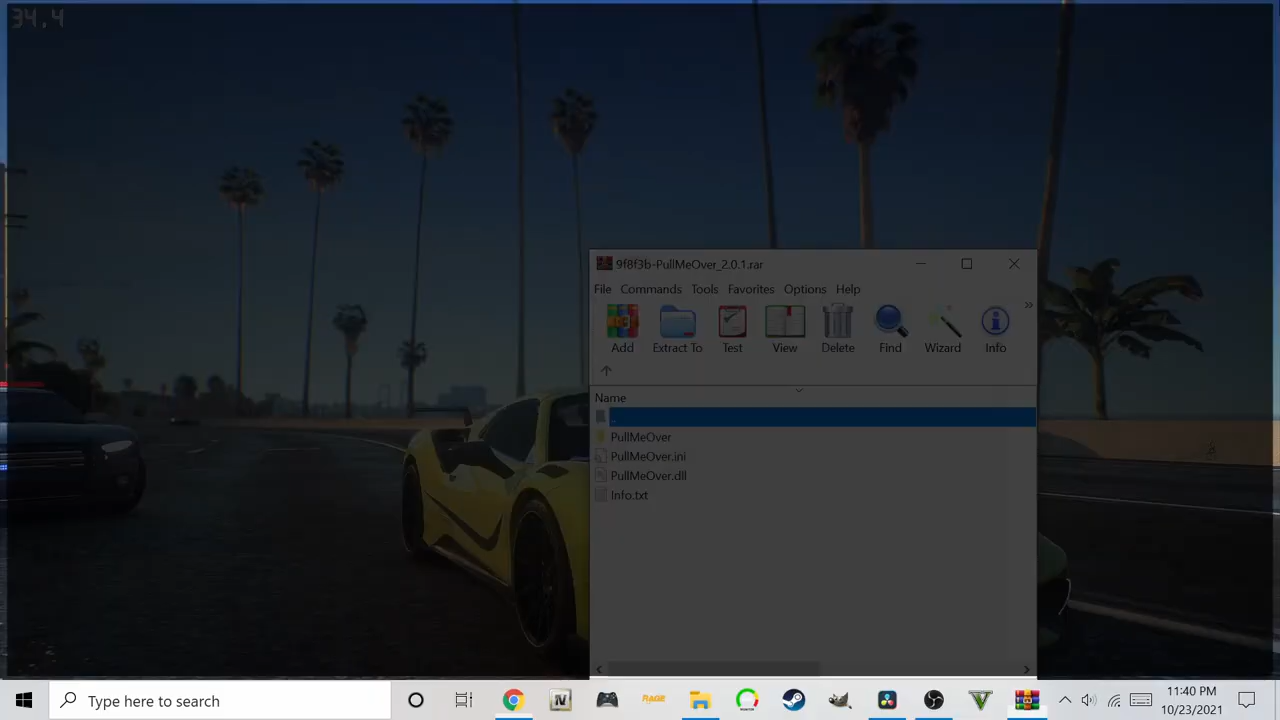 34.4
9f8f3b-PullMeOver_2.0.1.rar
File Commands Tools Favorites Options Help
Add Extract To Test View Delete Find Wizard Info
Name
PullMeOver
PullMeOver.ini
PullMeOver.dll
Info.txt
Type here to search
RAGE
11:40 PM
10/23/2021